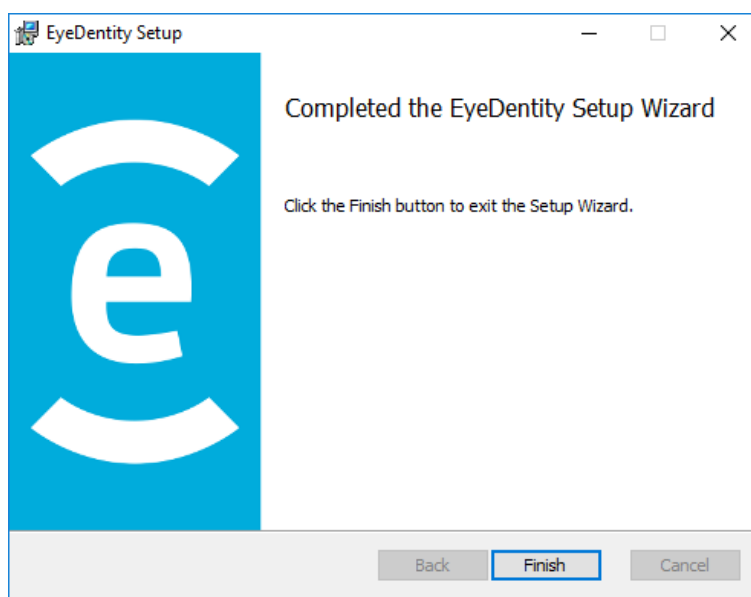 EyeDentity Setup
Completed the EyeDentity Setup Wizard
Click the Finish button to exit the Setup Wizard.
e
Back Finish Cancel